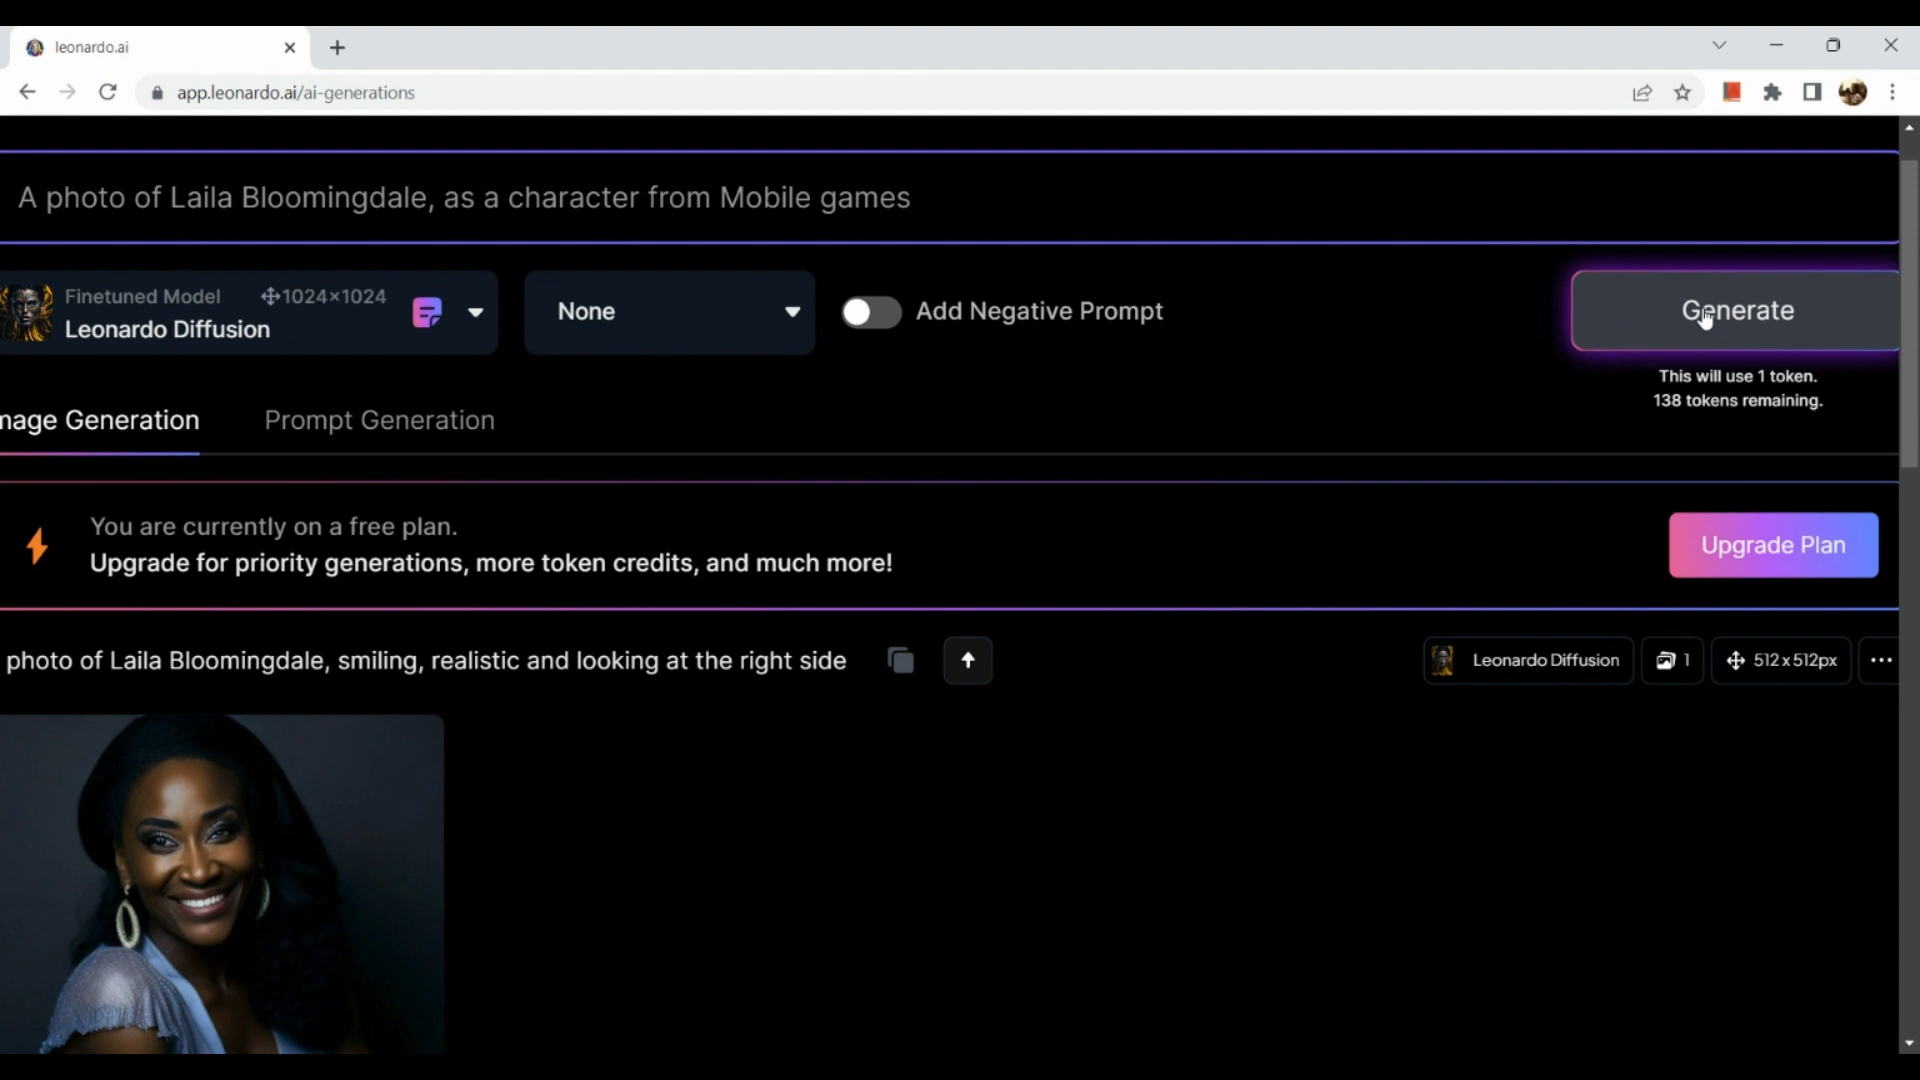 leonardo.ai
app.leonardo.ai/ai-generations
A photo of Laila Bloomingdale, as a character from Mobile games
Finetuned Model 1024×1024
Leonardo Diffusion
None
Add Negative Prompt
Generate
This will use 1 token.
138 tokens remaining.
mage Generation
Prompt Generation
You are currently on a free plan.
Upgrade for priority generations, more token credits, and much more!
Upgrade Plan
photo of Laila Bloomingdale, smiling, realistic and looking at the right side
Leonardo Diffusion
1
512x512px